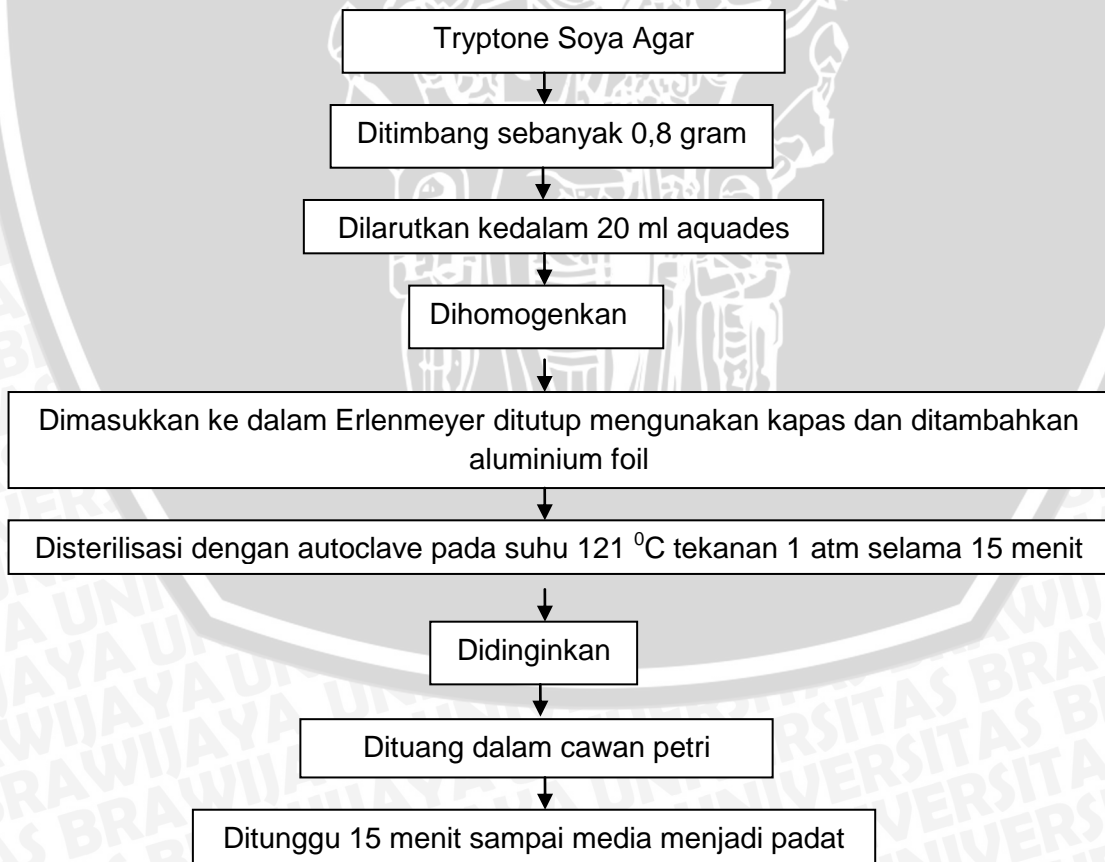 Tryptone Soya Agar
Ditimbang sebanyak 0,8 gram
Dilarutkan kedalam 20 ml aquades
Dihomogenkan
Dimasukkan ke dalam Erlenmeyer ditutup mengunakan kapas dan ditambahkan
aluminium foil
Disterilisasi dengan autoclave pada suhu 121 ⁰C tekanan 1 atm selama 15 menit
Didinginkan
Dituang dalam cawan petri
Ditunggu 15 menit sampai media menjadi padat